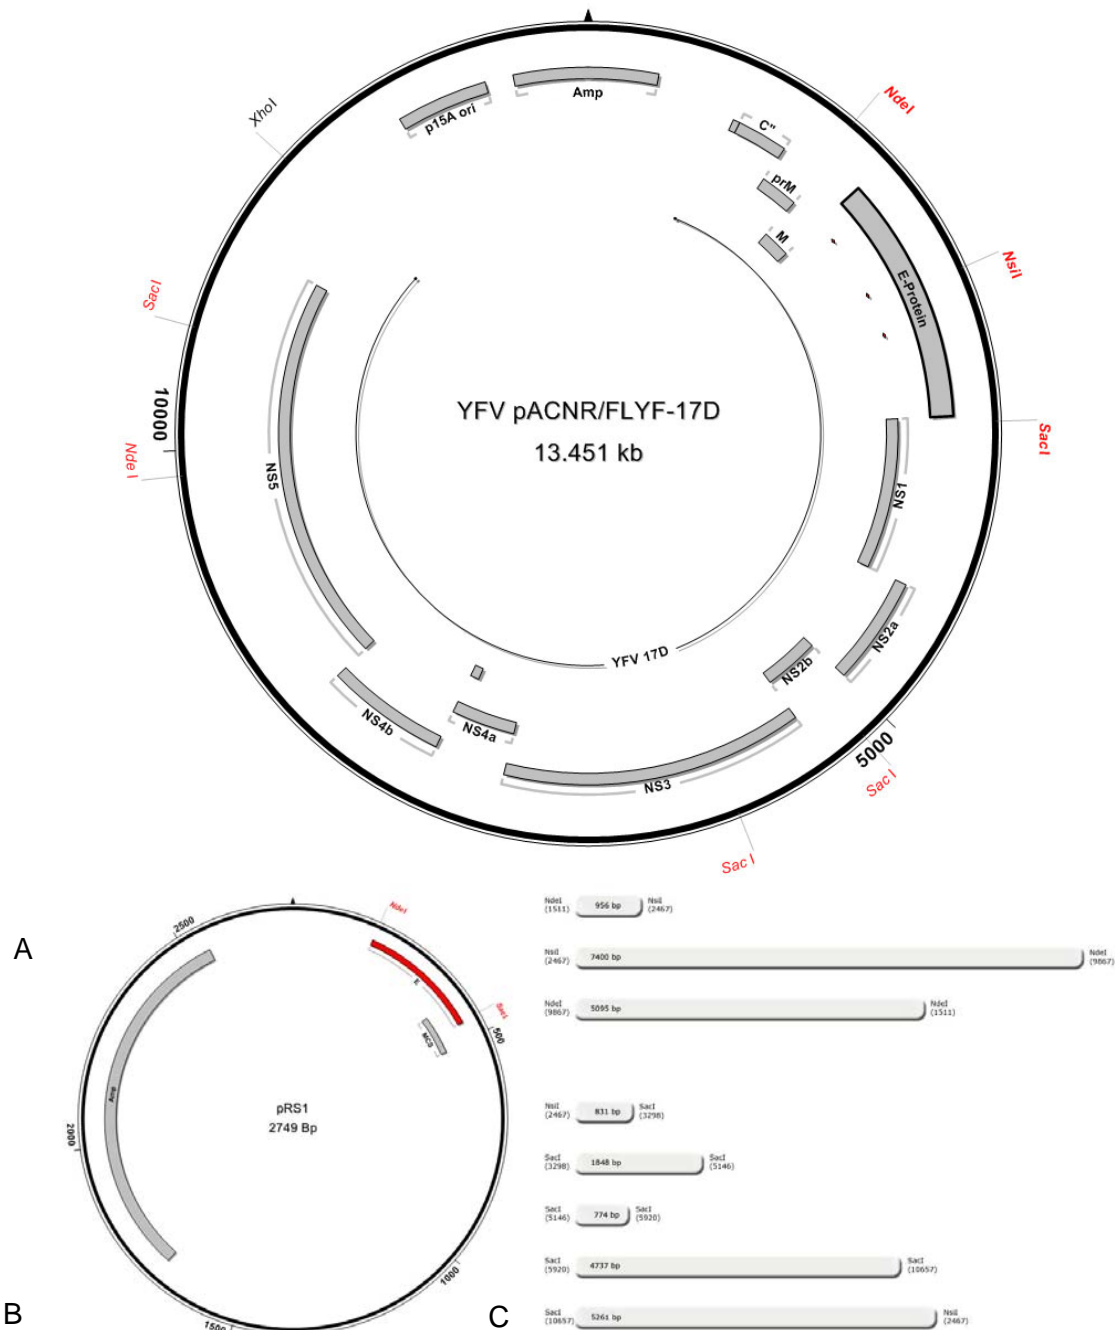 XhoI
p15A ori
Amp
C"
NdeI
prM
M
NsiI
E-Protein
SacI
10000
YFV pACNR/FLYF-17D
13.451 kb
NdeI
SacI
NS5
NS1
NS2a
YFV 17D
NS2b
NS4b
NS4a
NS3
5000
Sac I
Sac I
A
2500
NdeI
E
SacI
500
MCS
Amp
pRS1
2749 Bp
2000
1000
1500
B
C
NdeI
(1511)
956 bp
NsiI
(2467)
NsiI
(2467)
7400 bp
NdeI
(9867)
NdeI
(9867)
5095 bp
NdeI
(1511)
NsiI
(2467)
831 bp
SacI
(3298)
SacI
(3298)
1848 bp
SacI
(5146)
SacI
(5146)
774 bp
SacI
(5920)
SacI
(5920)
4737 bp
SacI
(10657)
SacI
(10657)
5261 bp
NsiI
(2467)